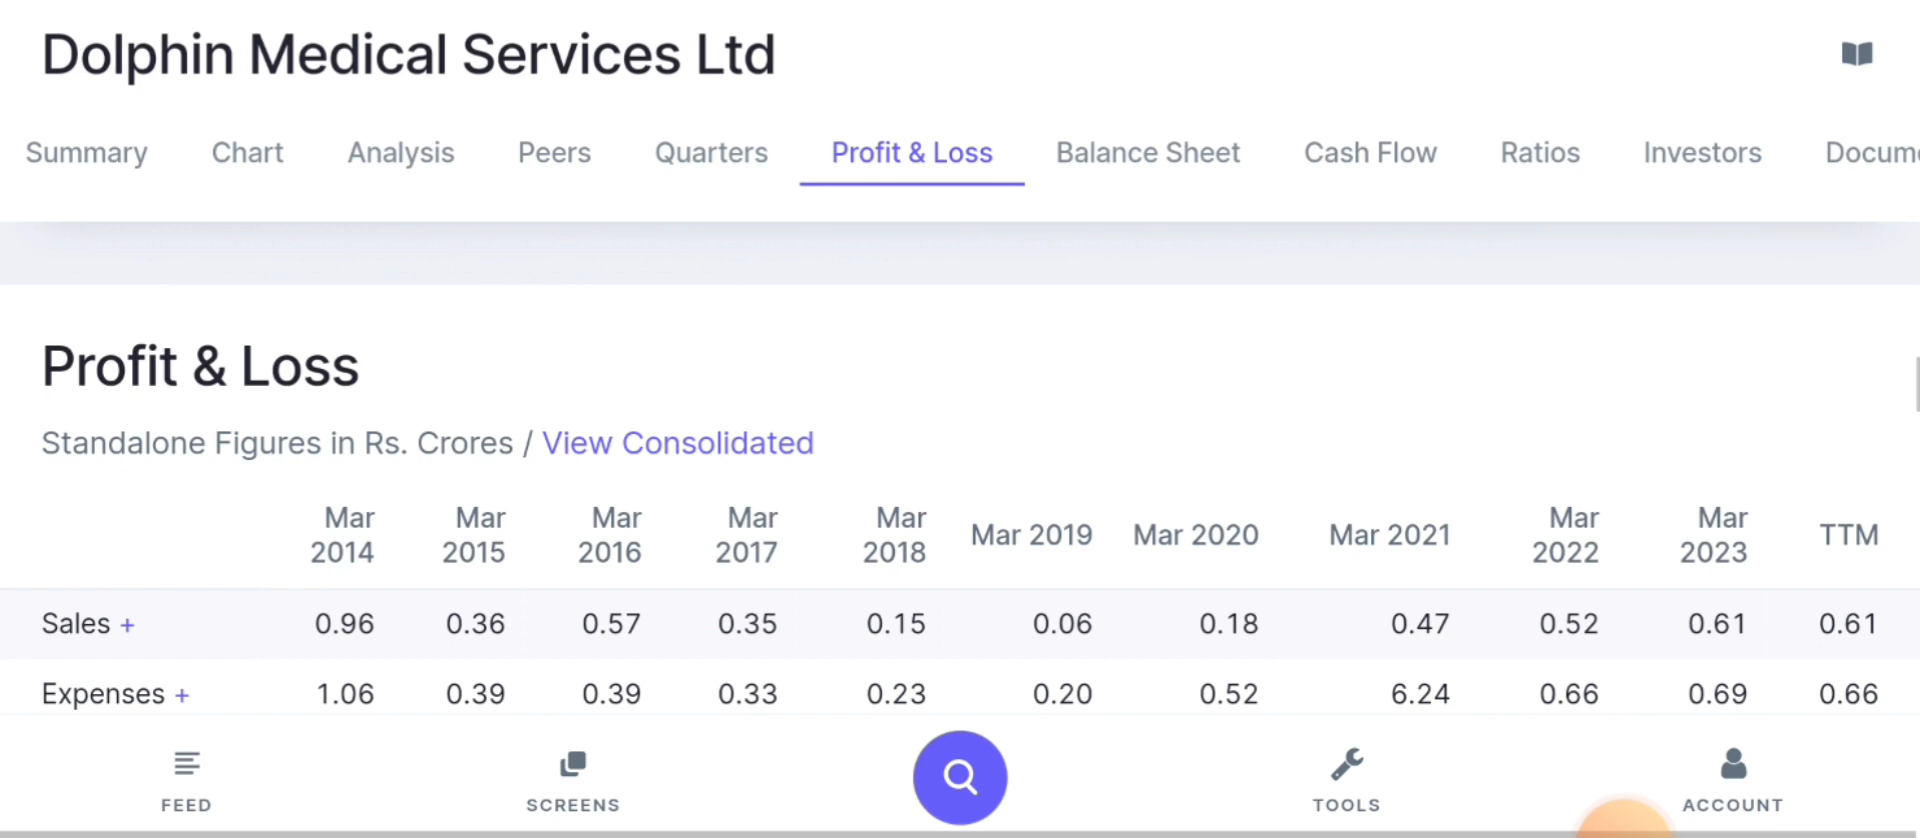 Dolphin Medical Services Ltd
Summary Chart Analysis Peers Quarters Profit & Loss Balance Sheet Cash Flow Ratios Investors Docume
Profit & Loss
Standalone Figures in Rs. Crores / View Consolidated
Mar 2014 Mar 2015 Mar 2016 Mar 2017 Mar 2018 Mar 2019 Mar 2020 Mar 2021 Mar 2022 Mar 2023 TTM
Sales + 0.96 0.36 0.57 0.35 0.15 0.06 0.18 0.47 0.52 0.61 0.61
Expenses + 1.06 0.39 0.39 0.33 0.23 0.20 0.52 6.24 0.66 0.69 0.66
FEED SCREENS TOOLS ACCOUNT